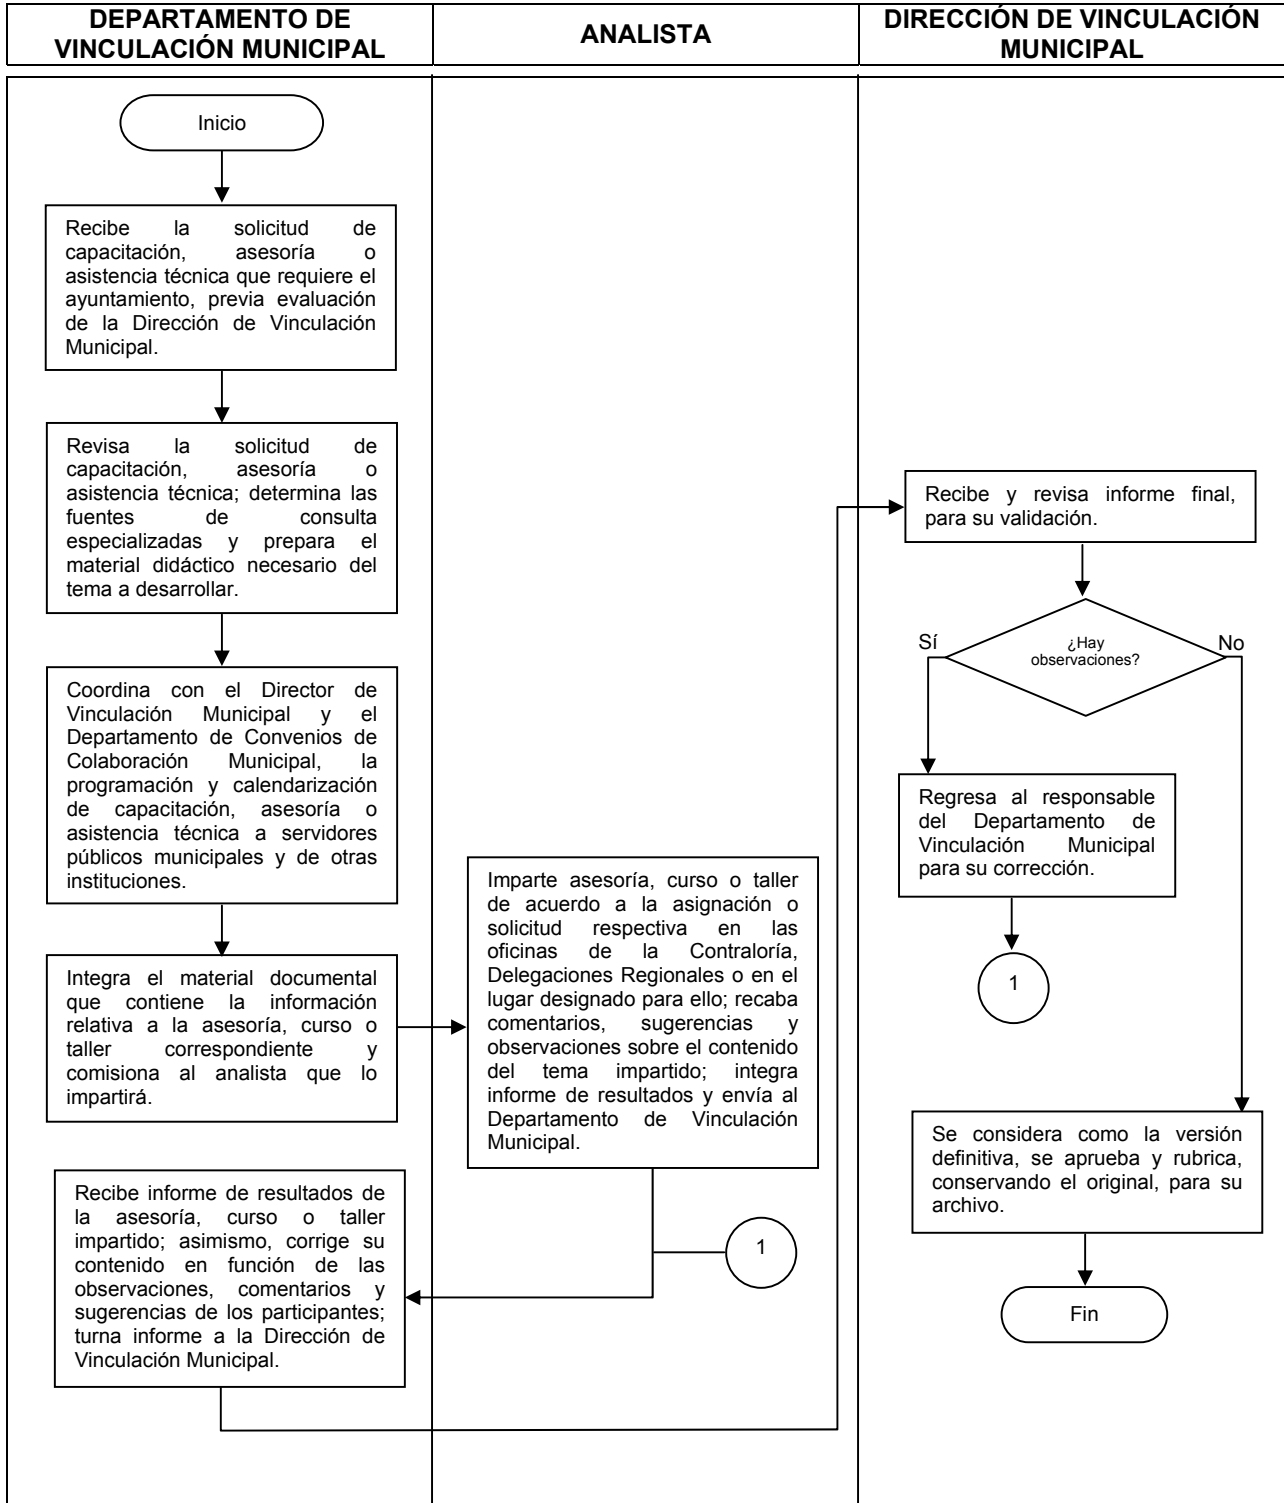 DEPARTAMENTO DE
VINCULACIÓN MUNICIPAL
ANALISTA
DIRECCIÓN DE VINCULACIÓN
MUNICIPAL
Inicio
Recibe la solicitud de
capacitación, asesoría o
asistencia técnica que requiere el
ayuntamiento, previa evaluación
de la Dirección de Vinculación
Municipal.
Revisa la solicitud de
capacitación, asesoría o
asistencia técnica; determina las
fuentes de consulta
especializadas y prepara el
material didáctico necesario del
tema a desarrollar.
Coordina con el Director de
Vinculación Municipal y el
Departamento de Convenios de
Colaboración Municipal, la
programación y calendarización
de capacitación, asesoría o
asistencia técnica a servidores
públicos municipales y de otras
instituciones.
Integra el material documental
que contiene la información
relativa a la asesoría, curso o
taller correspondiente y
comisiona al analista que lo
impartirá.
Recibe informe de resultados de
la asesoría, curso o taller
impartido; asimismo, corrige su
contenido en función de las
observaciones, comentarios y
sugerencias de los participantes;
turna informe a la Dirección de
Vinculación Municipal.
Imparte asesoría, curso o taller
de acuerdo a la asignación o
solicitud respectiva en las
oficinas de la Contraloría,
Delegaciones Regionales o en el
lugar designado para ello; recaba
comentarios, sugerencias y
observaciones sobre el contenido
del tema impartido; integra
informe de resultados y envía al
Departamento de Vinculación
Municipal.
1
Recibe y revisa informe final,
para su validación.
¿Hay
observaciones?
Sí
No
Regresa al responsable
del Departamento de
Vinculación Municipal
para su corrección.
1
Se considera como la versión
definitiva, se aprueba y rubrica,
conservando el original, para su
archivo.
Fin